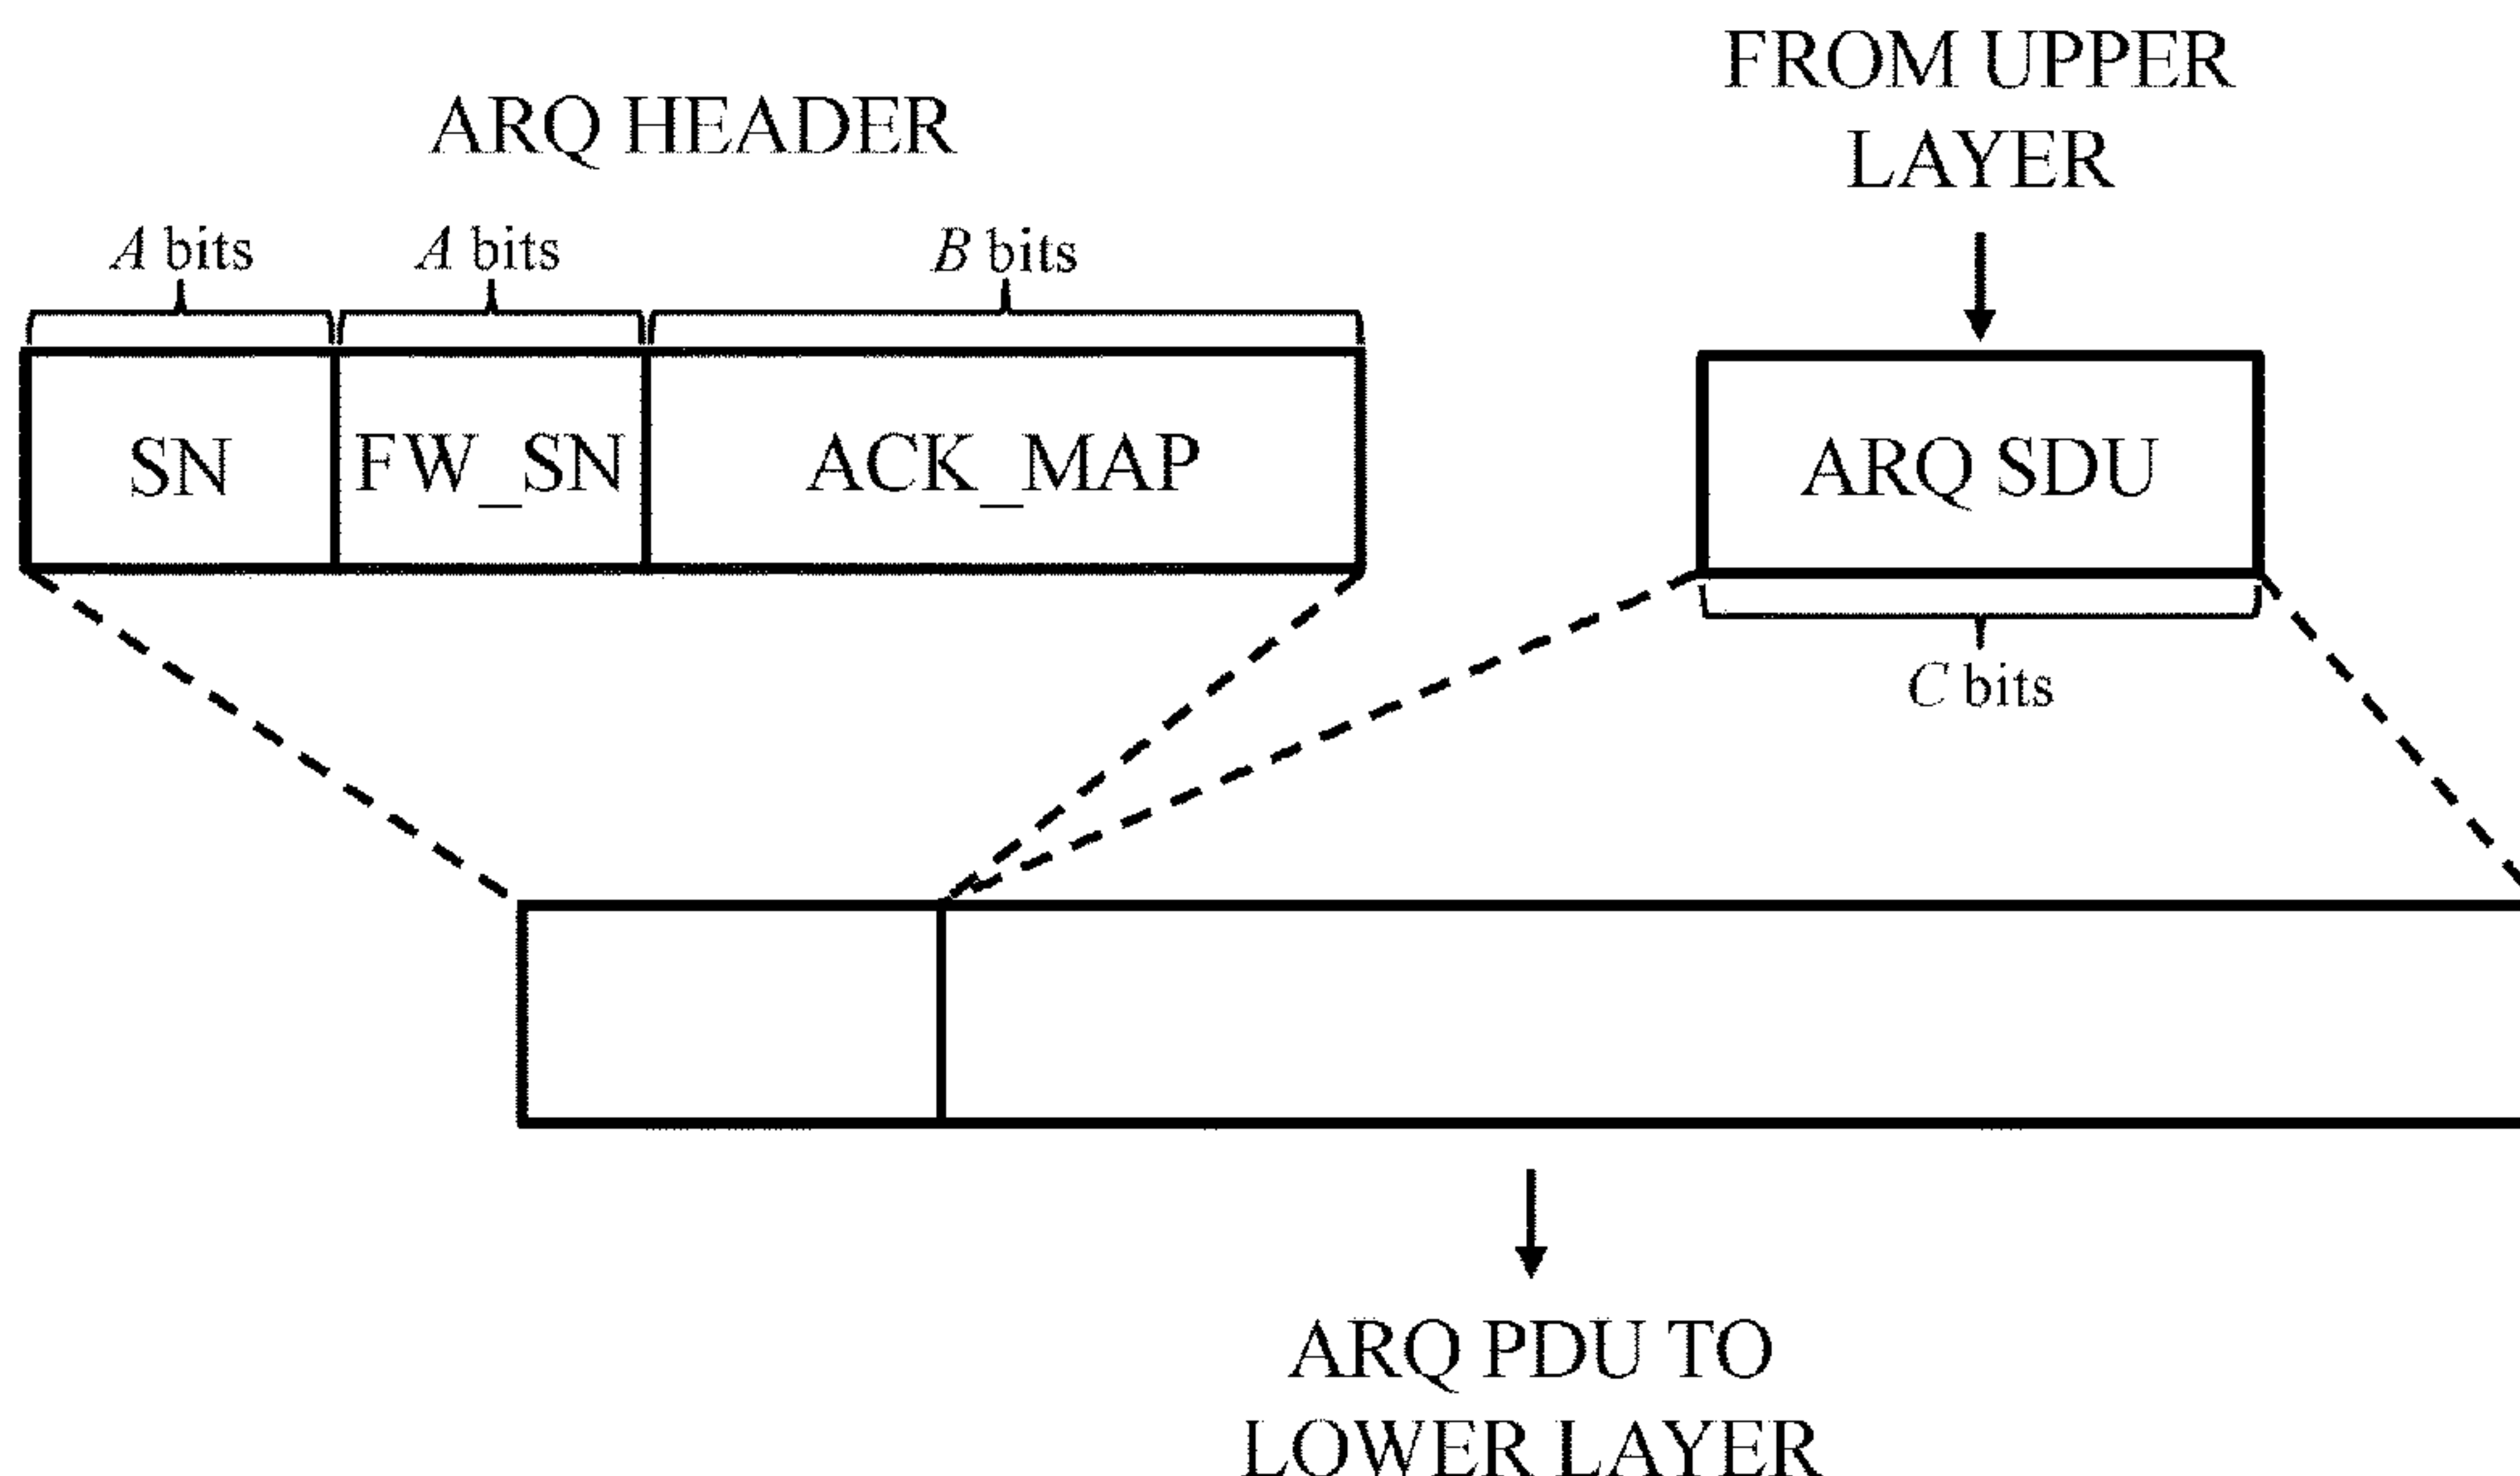 ARQ HEADER
FROM UPPER
LAYER
A bits
A bits
B bits
SN
FW_SN
ACK_MAP
ARQ SDU
C bits
ARQ PDU TO
LOWER LAYER